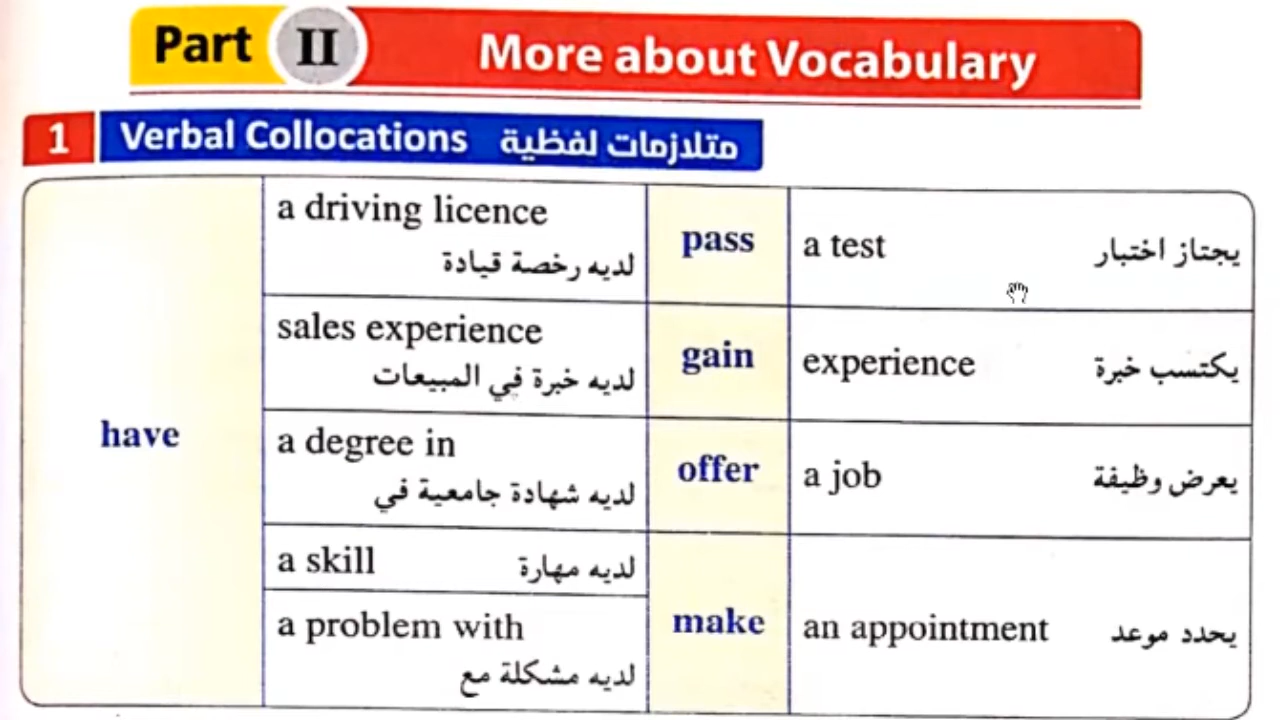 Part II More about Vocabulary
1 Verbal Collocations متلازمات لفظية
have
a driving licence
لديه رخصة قيادة
sales experience
لديه خبرة في المبيعات
a degree in
لديه شهادة جامعية في
a skill لديه مهارة
a problem with
لديه مشكلة مع
pass a test يجتاز اختبار
gain experience يكتسب خبرة
offer a job يعرض وظيفة
make an appointment يحدد موعد